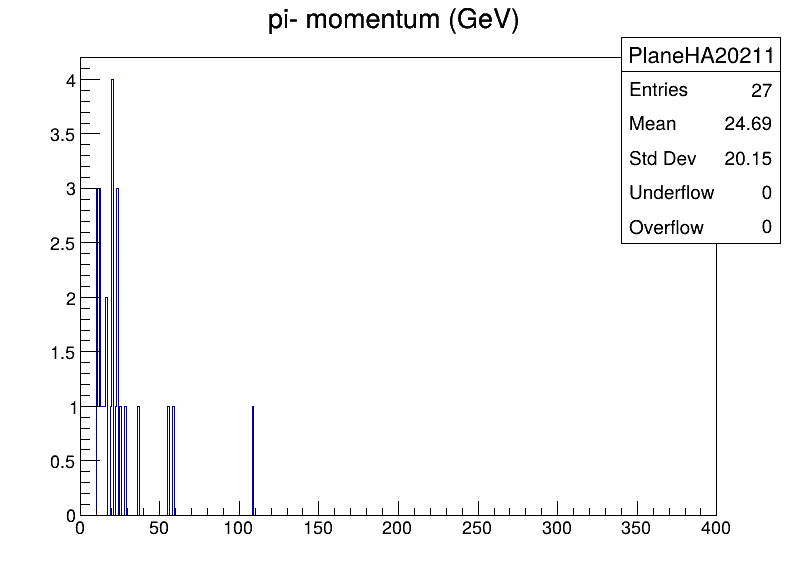 pi- momentum (GeV)
PlaneHA20211
Entries 27
Mean 24.69
Std Dev 20.15
Underflow 0
Overflow 0
4
3.5
3
2.5
2
1.5
1
0.5
0
0 50 100 150 200 250 300 350 400